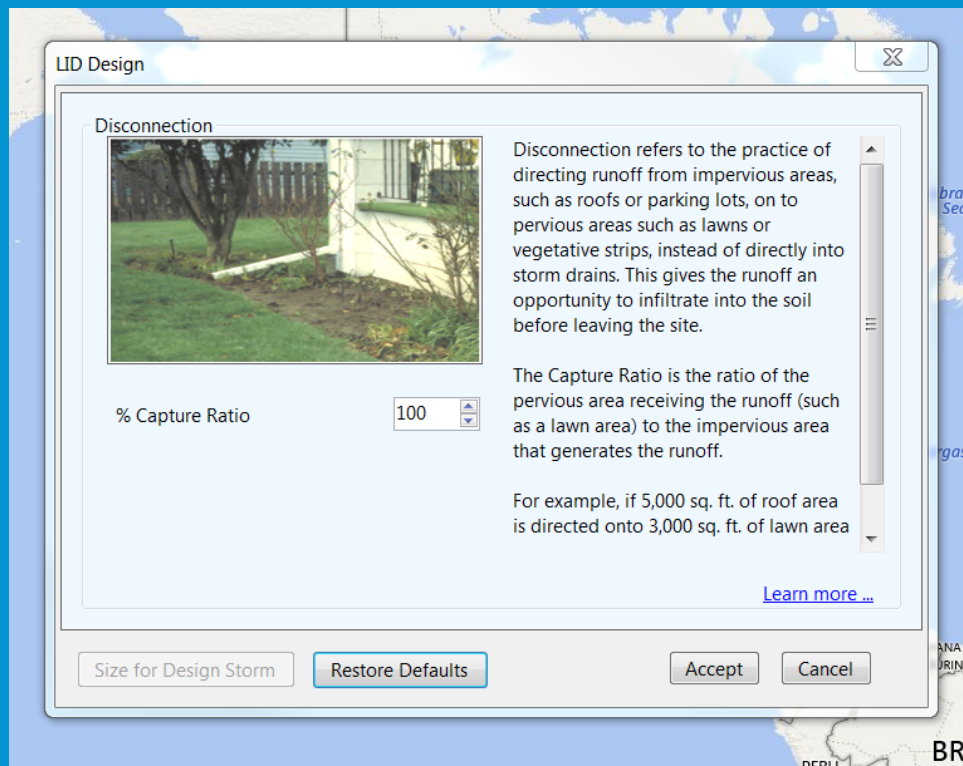 LID Design
Disconnection
Disconnection refers to the practice of
directing runoff from impervious areas,
such as roofs or parking lots, on to
pervious areas such as lawns or
vegetative strips, instead of directly into
storm drains. This gives the runoff an
opportunity to infiltrate into the soil
before leaving the site.
The Capture Ratio is the ratio of the
pervious area receiving the runoff (such
as a lawn area) to the impervious area
that generates the runoff.
For example, if 5,000 sq. ft. of roof area
is directed onto 3,000 sq. ft. of lawn area
% Capture Ratio
100
Learn more ...
Size for Design Storm
Restore Defaults
Accept
Cancel
BR